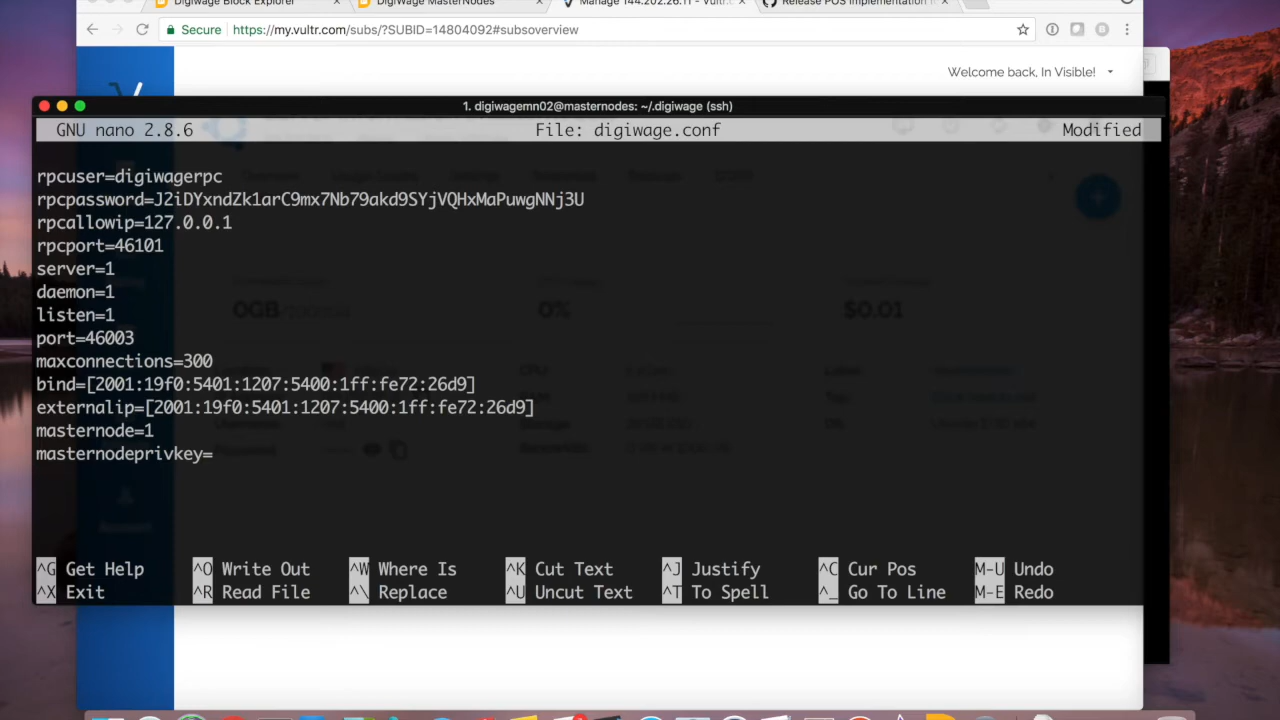 Digiwage Block Explorer
DigiWage MasterNodes
Manage 144.202.26.11 - Vultr.c
Release POS Implementation
Secure
https://my.vultr.com/subs/?SUBID=14804092#subsoverview
Welcome back, In Visible!
1. digiwagemn02@masternodes: ~/.digiwage (ssh)
GNU nano 2.8.6 File: digiwage.conf Modified
rpcuser=digiwagerpc
rpcpassword=J2iDYxndZk1arC9mx7Nb79akd9SYjVQHxMaPuwgNNj3U
rpcallowip=127.0.0.1
rpcport=46101
server=1
daemon=1
listen=1
port=46003
maxconnections=300
bind=[2001:19f0:5401:1207:5400:1ff:fe72:26d9]
externalip=[2001:19f0:5401:1207:5400:1ff:fe72:26d9]
masternode=1
masternodeprivkey=
0GB
0%
$0.01
^G Get Help ^O Write Out ^W Where Is ^K Cut Text ^J Justify ^C Cur Pos M-U Undo
^X Exit ^R Read File ^\ Replace ^U Uncut Text ^T To Spell ^_ Go To Line M-E Redo